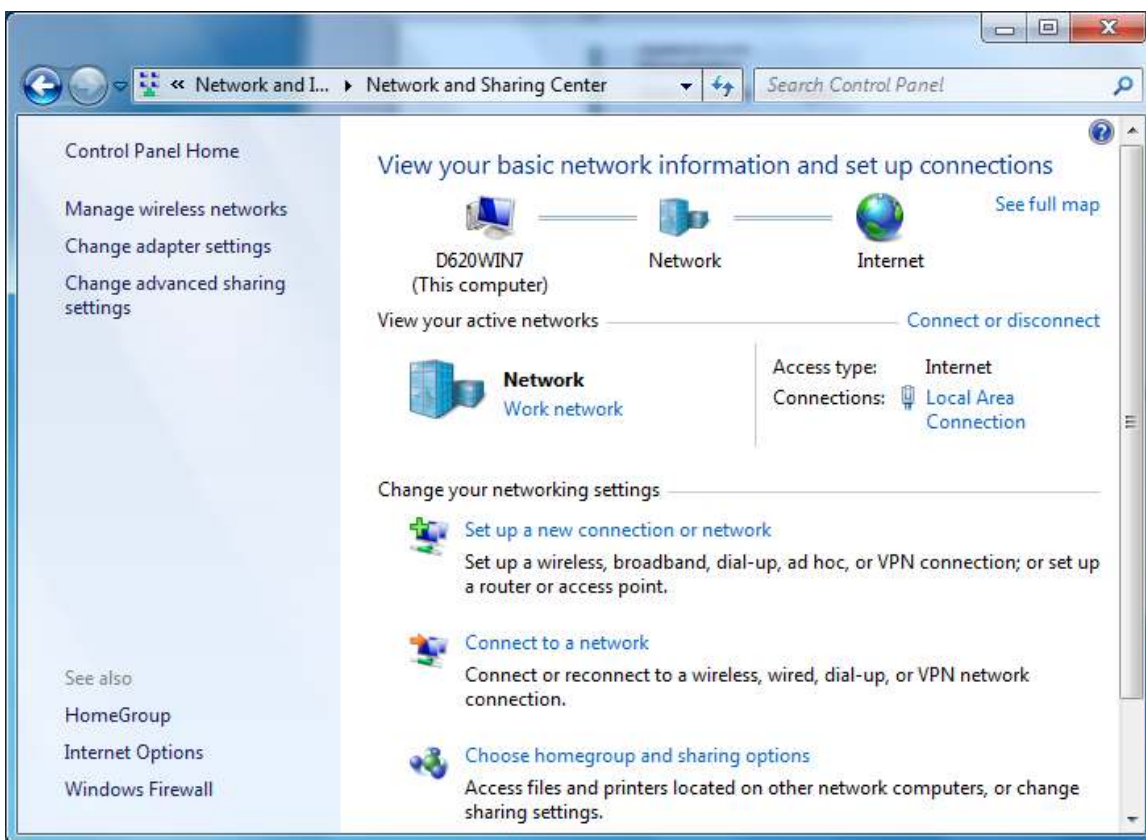 « Network and I... ▸ Network and Sharing Center
Search Control Panel
Control Panel Home
Manage wireless networks
Change adapter settings
Change advanced sharing
settings
See also
HomeGroup
Internet Options
Windows Firewall
View your basic network information and set up connections
See full map
D620WIN7
(This computer)
Network
Internet
View your active networks
Connect or disconnect
Network
Work network
Access type: Internet
Connections: Local Area
Connection
Change your networking settings
Set up a new connection or network
Set up a wireless, broadband, dial-up, ad hoc, or VPN connection; or set up
a router or access point.
Connect to a network
Connect or reconnect to a wireless, wired, dial-up, or VPN network
connection.
Choose homegroup and sharing options
Access files and printers located on other network computers, or change
sharing settings.